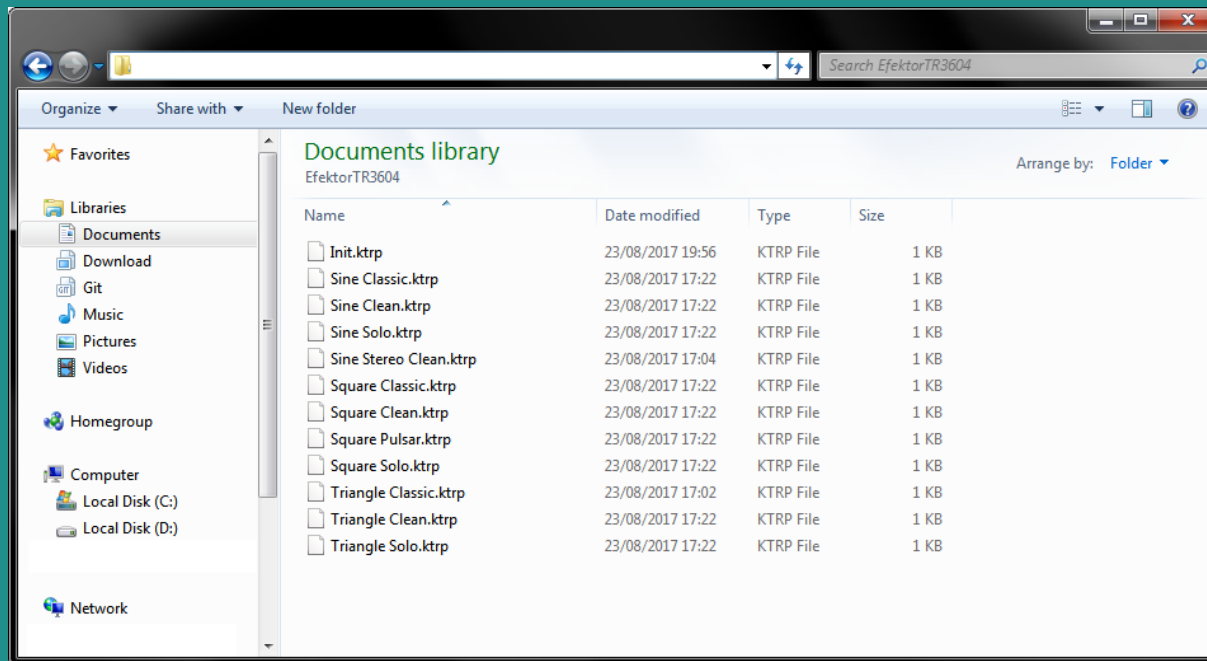 Search EfektorTR3604
Organize Share with New folder
Favorites
Libraries
Documents
Download
Git
Music
Pictures
Videos
Homegroup
Computer
Local Disk (C:)
Local Disk (D:)
Network
Documents library
EfektorTR3604
Arrange by: Folder
Name Date modified Type Size
Init.ktrp 23/08/2017 19:56 KTRP File 1 KB
Sine Classic.ktrp 23/08/2017 17:22 KTRP File 1 KB
Sine Clean.ktrp 23/08/2017 17:22 KTRP File 1 KB
Sine Solo.ktrp 23/08/2017 17:22 KTRP File 1 KB
Sine Stereo Clean.ktrp 23/08/2017 17:04 KTRP File 1 KB
Square Classic.ktrp 23/08/2017 17:22 KTRP File 1 KB
Square Clean.ktrp 23/08/2017 17:22 KTRP File 1 KB
Square Pulsar.ktrp 23/08/2017 17:22 KTRP File 1 KB
Square Solo.ktrp 23/08/2017 17:22 KTRP File 1 KB
Triangle Classic.ktrp 23/08/2017 17:02 KTRP File 1 KB
Triangle Clean.ktrp 23/08/2017 17:22 KTRP File 1 KB
Triangle Solo.ktrp 23/08/2017 17:22 KTRP File 1 KB